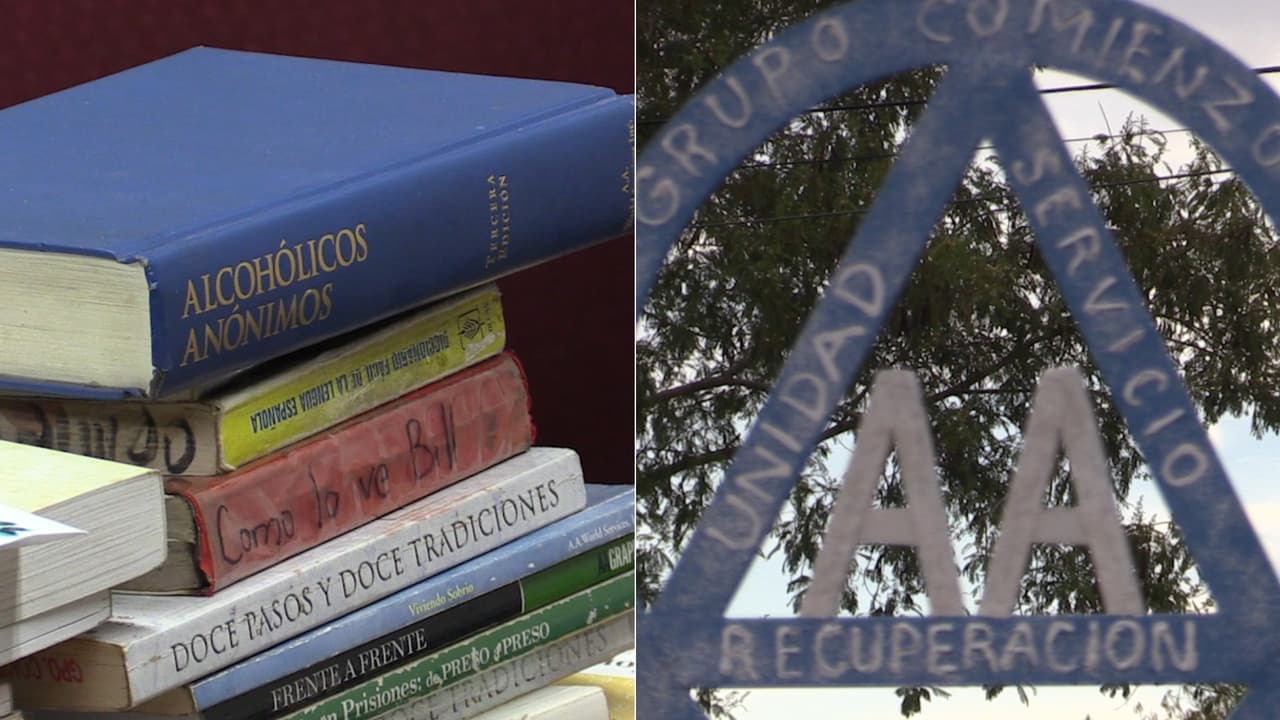 ALCOHÓLICOS
ANÓNIMOS
TERCERA
EDICIÓN
A.A.
DICCIONARIO FÁCIL DE LA LENGUA ESPAÑOLA
Como lo ve Bill
DOCE PASOS Y DOCE TRADICIONES
A.A World Services
Viviendo Sobrio
FRENTE A FRENTE
Prisiones: de PRESO a PRESO
TRADICIONES
GRUPO COMIENZO
UNIDAD
SERVICIO
AA
RECUPERACION